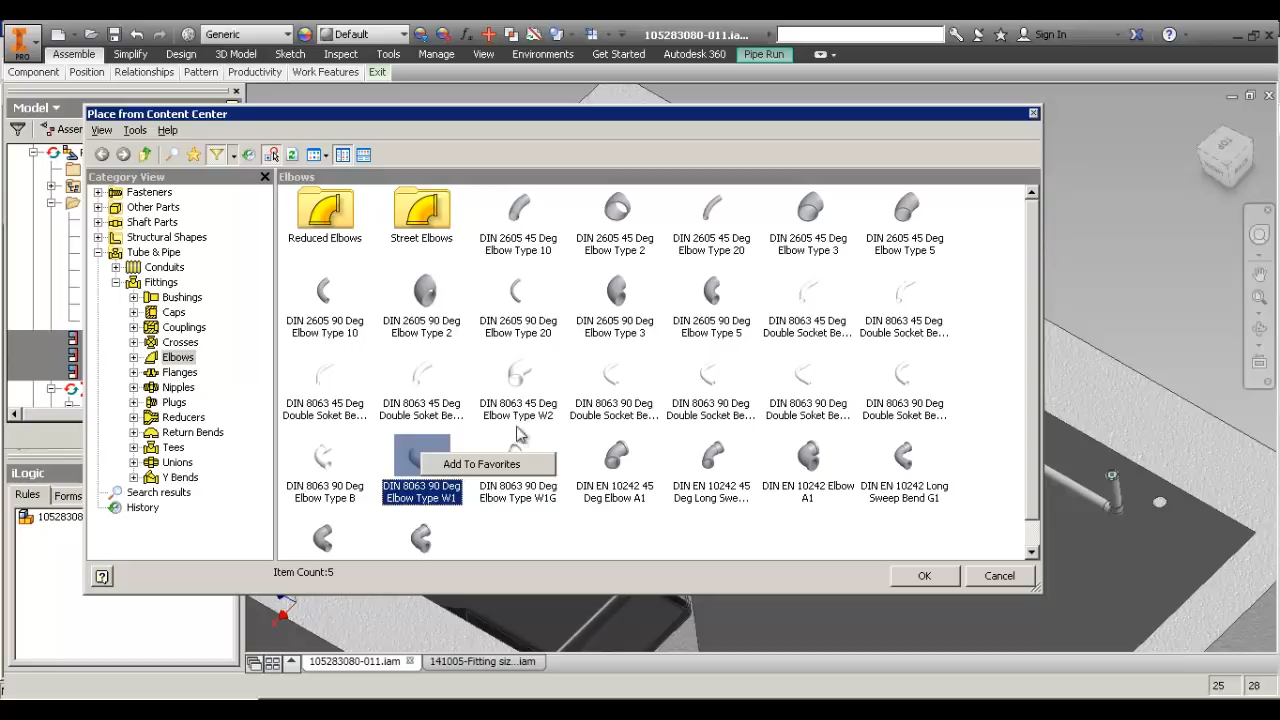 Generic
Default
105283080-011.ia...
Sign In
PRO
Assemble
Simplify
Design
3D Model
Sketch
Inspect
Tools
Manage
View
Environments
Get Started
Autodesk 360
Pipe Run
Component
Position
Relationships
Pattern
Productivity
Work Features
Exit
Model
Place from Content Center
View
Tools
Help
Category View
Elbows
Fasteners
Other Parts
Shaft Parts
Structural Shapes
Tube & Pipe
Conduits
Fittings
Bushings
Caps
Couplings
Crosses
Elbows
Flanges
Nipples
Plugs
Reducers
Return Bends
Tees
Unions
Y Bends
Search results
History
Reduced Elbows
Street Elbows
DIN 2605 45 Deg
Elbow Type 10
DIN 2605 45 Deg
Elbow Type 2
DIN 2605 45 Deg
Elbow Type 20
DIN 2605 45 Deg
Elbow Type 3
DIN 2605 45 Deg
Elbow Type 5
DIN 2605 90 Deg
Elbow Type 10
DIN 2605 90 Deg
Elbow Type 2
DIN 2605 90 Deg
Elbow Type 20
DIN 2605 90 Deg
Elbow Type 3
DIN 2605 90 Deg
Elbow Type 5
DIN 8063 45 Deg
Double Socket Be...
DIN 8063 45 Deg
Double Socket Be...
DIN 8063 45 Deg
Double Soket Be...
DIN 8063 45 Deg
Double Soket Be...
DIN 8063 45 Deg
Elbow Type W2
DIN 8063 90 Deg
Double Socket Be...
DIN 8063 90 Deg
Double Socket Be...
DIN 8063 90 Deg
Double Socket Be...
DIN 8063 90 Deg
Double Socket Be...
Add To Favorites
DIN 8063 90 Deg
Elbow Type B
DIN 8063 90 Deg
Elbow Type W1
DIN 8063 90 Deg
Elbow Type W1G
DIN EN 10242 45
Deg Elbow A1
DIN EN 10242 45
Deg Long Swe...
DIN EN 10242 Elbow
A1
DIN EN 10242 Long
Sweep Bend G1
Item Count:5
OK
Cancel
TOP
iLogic
Rules
Forms
1052830
105283080-011.iam
141005-Fitting siz...iam
25
28